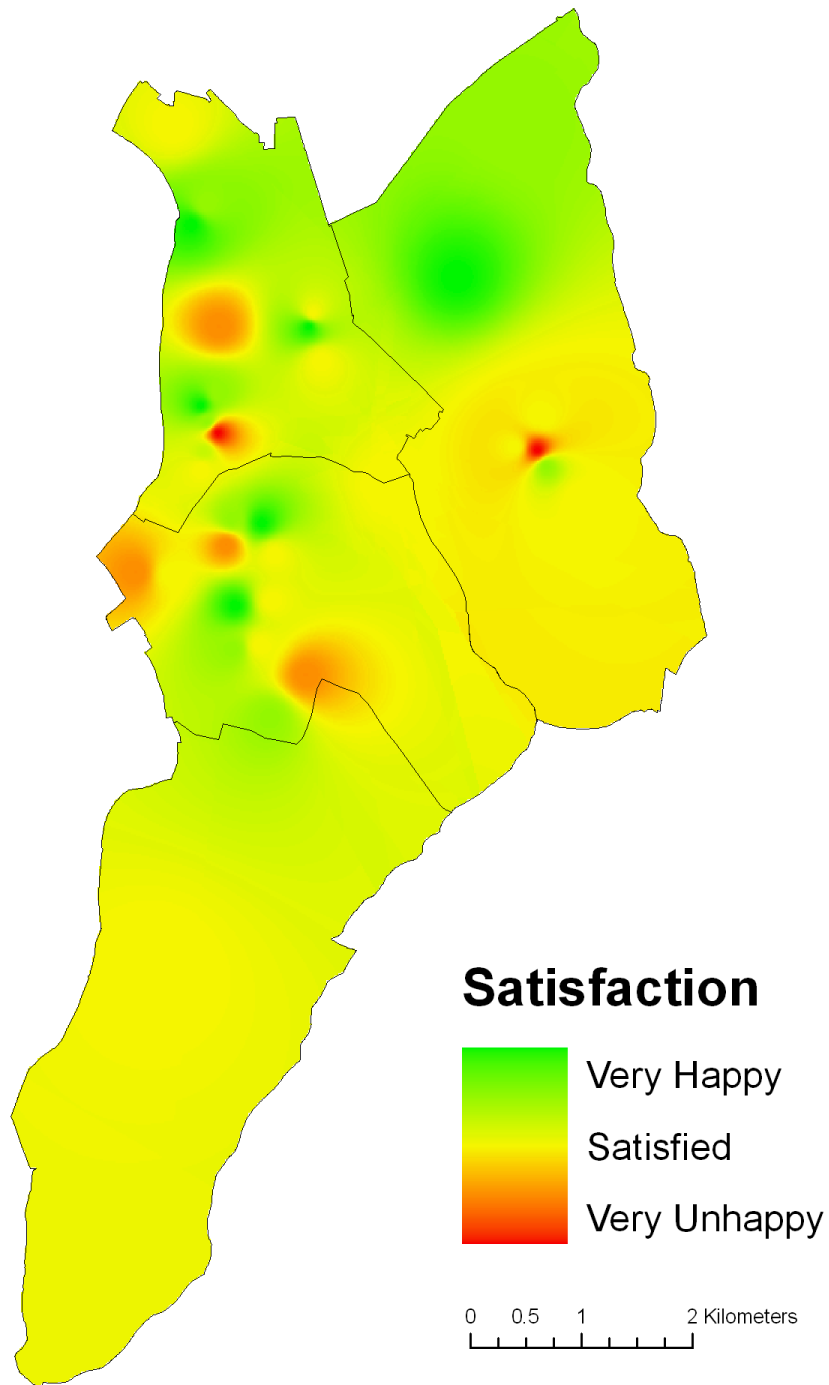 Satisfaction
Very Happy
Satisfied
Very Unhappy
0 0.5 1 2 Kilometers